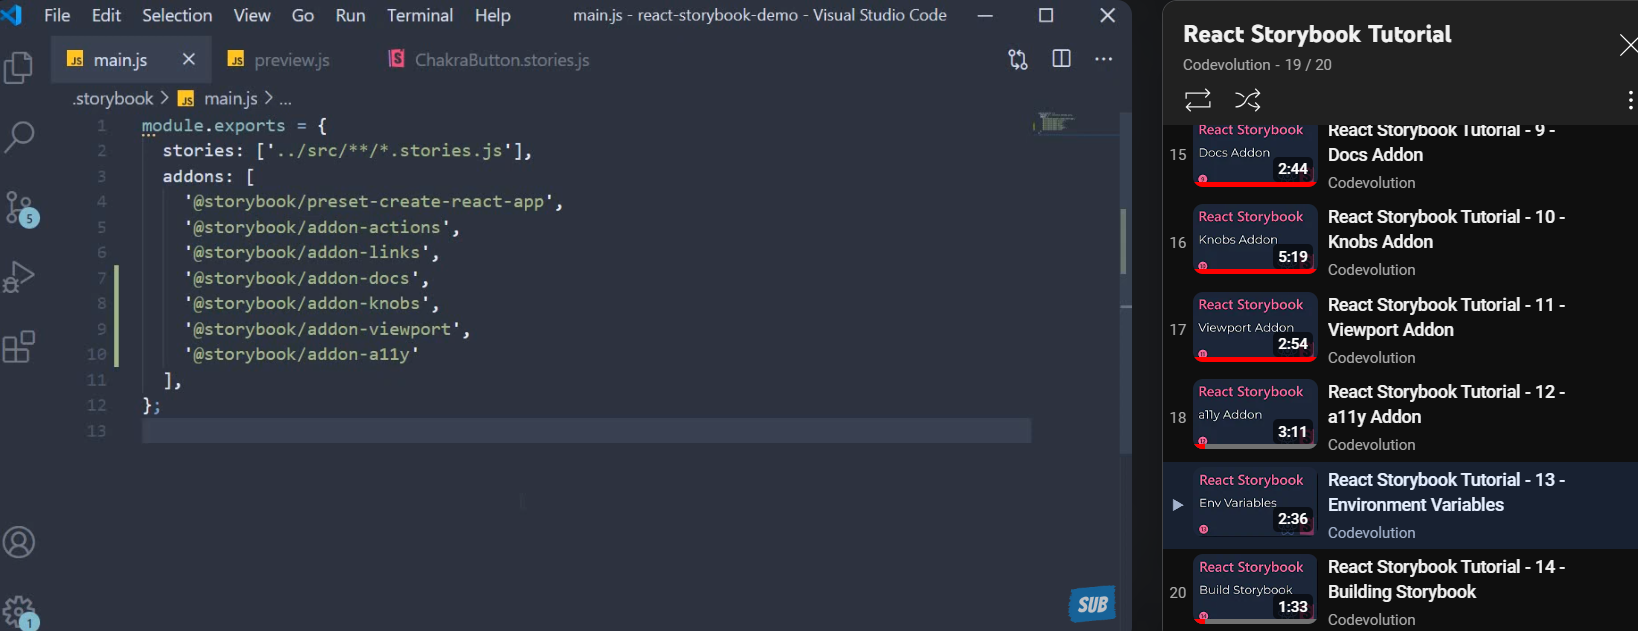 File Edit Selection View Go Run Terminal Help main.js - react-storybook-demo - Visual Studio Code
JS main.js JS preview.js S ChakraButton.stories.js
.storybook > JS main.js > ...
1 module.exports = {
2 stories: ['../src/**/*.stories.js'],
3 addons: [
4 '@storybook/preset-create-react-app',
5 '@storybook/addon-actions',
6 '@storybook/addon-links',
7 '@storybook/addon-docs',
8 '@storybook/addon-knobs',
9 '@storybook/addon-viewport',
10 '@storybook/addon-a11y'
11 ],
12 };
13
5
1
SUB
React Storybook Tutorial
Codevolution - 19 / 20
15
React Storybook
Docs Addon
2:44
React Storybook Tutorial - 9 -
Docs Addon
Codevolution
16
React Storybook
Knobs Addon
5:19
React Storybook Tutorial - 10 -
Knobs Addon
Codevolution
17
React Storybook
Viewport Addon
2:54
React Storybook Tutorial - 11 -
Viewport Addon
Codevolution
18
React Storybook
a11y Addon
3:11
React Storybook Tutorial - 12 -
a11y Addon
Codevolution
React Storybook
Env Variables
2:36
React Storybook Tutorial - 13 -
Environment Variables
Codevolution
20
React Storybook
Build Storybook
1:33
React Storybook Tutorial - 14 -
Building Storybook
Codevolution